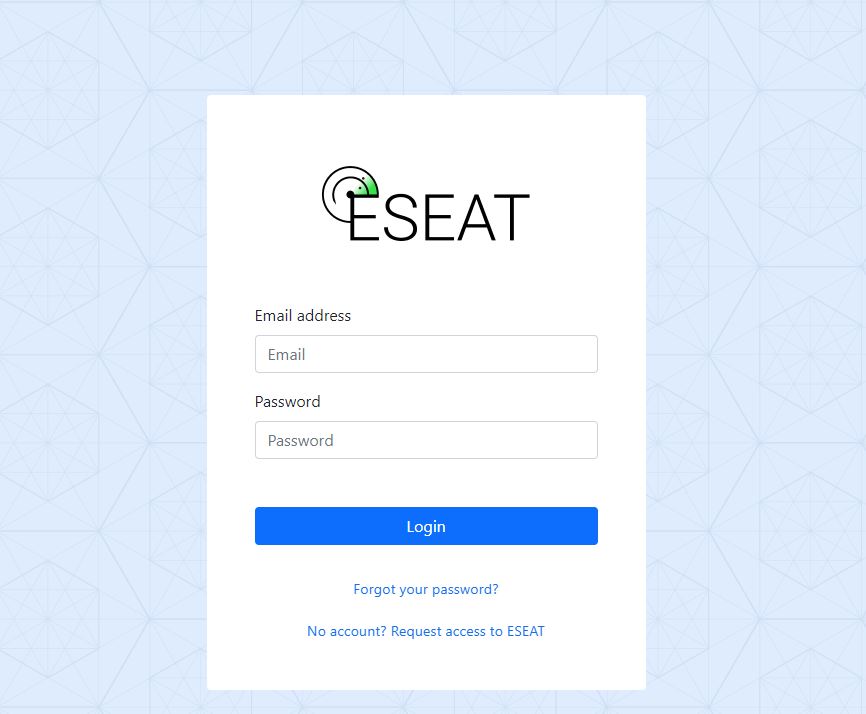 ESEAT
Email address
Email
Password
Password
Login
Forgot your password?
No account? Request access to ESEAT